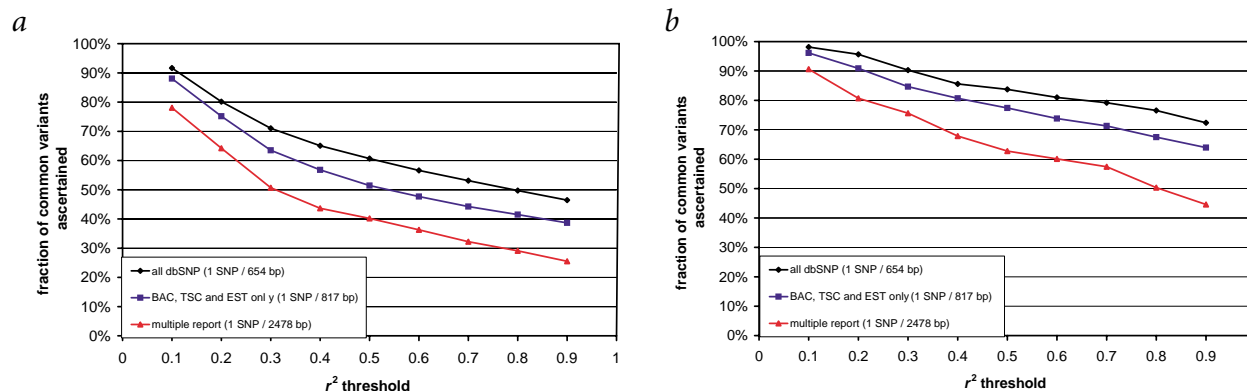 a
fraction of common variants
ascertained
100%
90%
80%
70%
60%
50%
40%
30%
20%
10%
0%
all dbSNP (1 SNP / 654 bp)
BAC, TSC and EST onl y (1 SNP / 817 bp)
multiple report (1 SNP / 2478 bp)
0 0.1 0.2 0.3 0.4 0.5 0.6 0.7 0.8 0.9 1
r² threshold
b
fraction of common variants
ascertained
100%
90%
80%
70%
60%
50%
40%
30%
20%
10%
0%
all dbSNP (1 SNP / 654 bp)
BAC, TSC and EST only (1 SNP / 817 bp)
multiple report (1 SNP / 2478 bp)
0 0.1 0.2 0.3 0.4 0.5 0.6 0.7 0.8 0.9
r² threshold